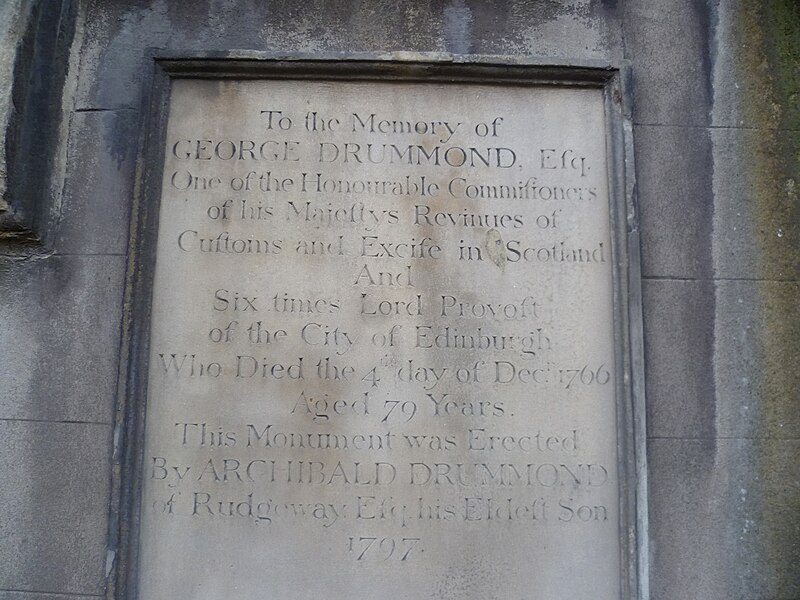 To the Memory of
GEORGE DRUMMOND, Eſq.
One of the Honourable Commiſsioners
of his Majeſtys Revinues of
Cuſtoms and Exciſe in Scotland
And
Six times Lord Provoſt
of the City of Edinburgh
Who Died the 4th day of Decr. 1766
Aged 79 Years.
This Monument was Erected
By ARCHIBALD DRUMMOND
of Rudgeway Eſq. his Eldeſt Son
1797.